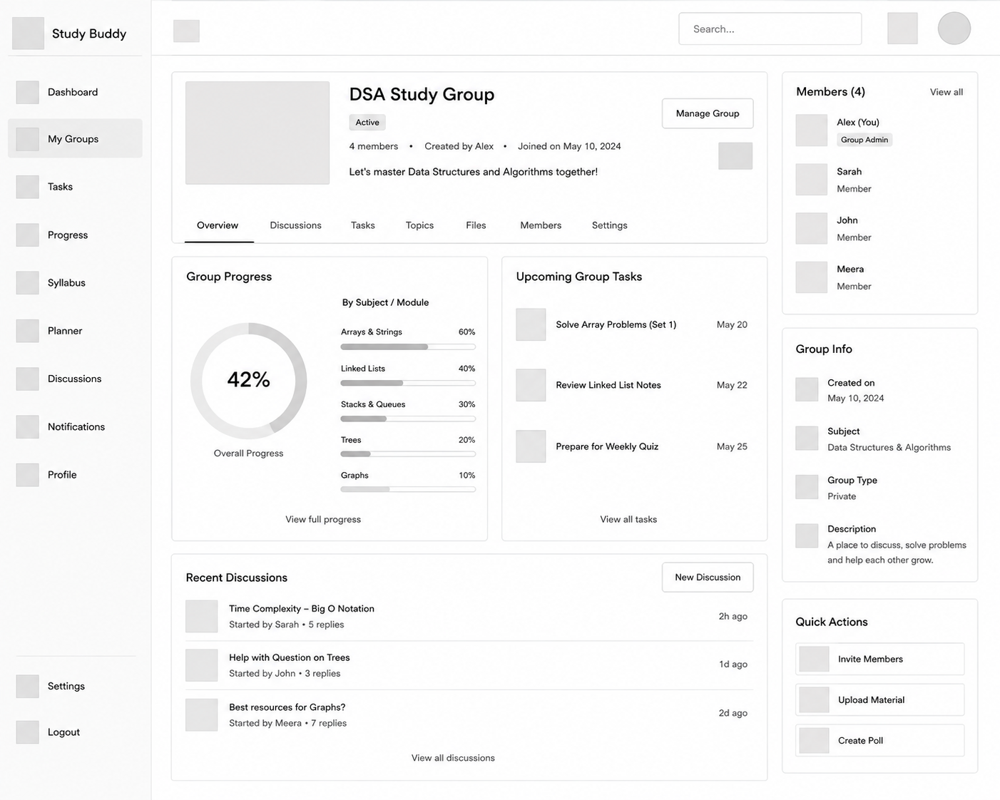 Study Buddy
Dashboard
My Groups
Tasks
Progress
Syllabus
Planner
Discussions
Notifications
Profile
Settings
Logout
Search...
DSA Study Group
Active
4 members • Created by Alex • Joined on May 10, 2024
Let's master Data Structures and Algorithms together!
Manage Group
Overview Discussions Tasks Topics Files Members Settings
Group Progress
42%
Overall Progress
By Subject / Module
Arrays & Strings 60%
Linked Lists 40%
Stacks & Queues 30%
Trees 20%
Graphs 10%
View full progress
Upcoming Group Tasks
Solve Array Problems (Set 1) May 20
Review Linked List Notes May 22
Prepare for Weekly Quiz May 25
View all tasks
Recent Discussions
New Discussion
Time Complexity – Big O Notation
Started by Sarah • 5 replies
2h ago
Help with Question on Trees
Started by John • 3 replies
1d ago
Best resources for Graphs?
Started by Meera • 7 replies
2d ago
View all discussions
Members (4) View all
Alex (You)
Group Admin
Sarah
Member
John
Member
Meera
Member
Group Info
Created on
May 10, 2024
Subject
Data Structures & Algorithms
Group Type
Private
Description
A place to discuss, solve problems
and help each other grow.
Quick Actions
Invite Members
Upload Material
Create Poll